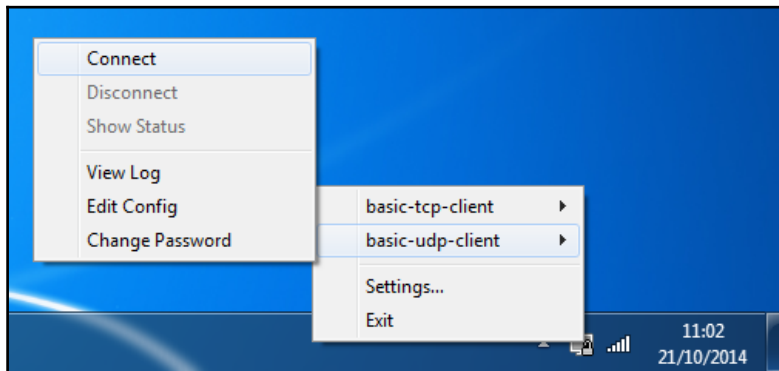 Connect
Disconnect
Show Status
View Log
Edit Config
Change Password
basic-tcp-client
basic-udp-client
Settings...
Exit
11:02
21/10/2014